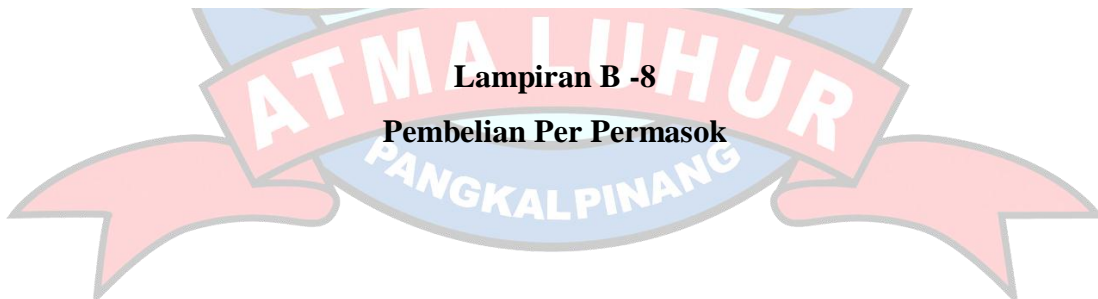 ATMA LUHUR
Lampiran B -8
Pembelian Per Permasok
PANGKALPINANG